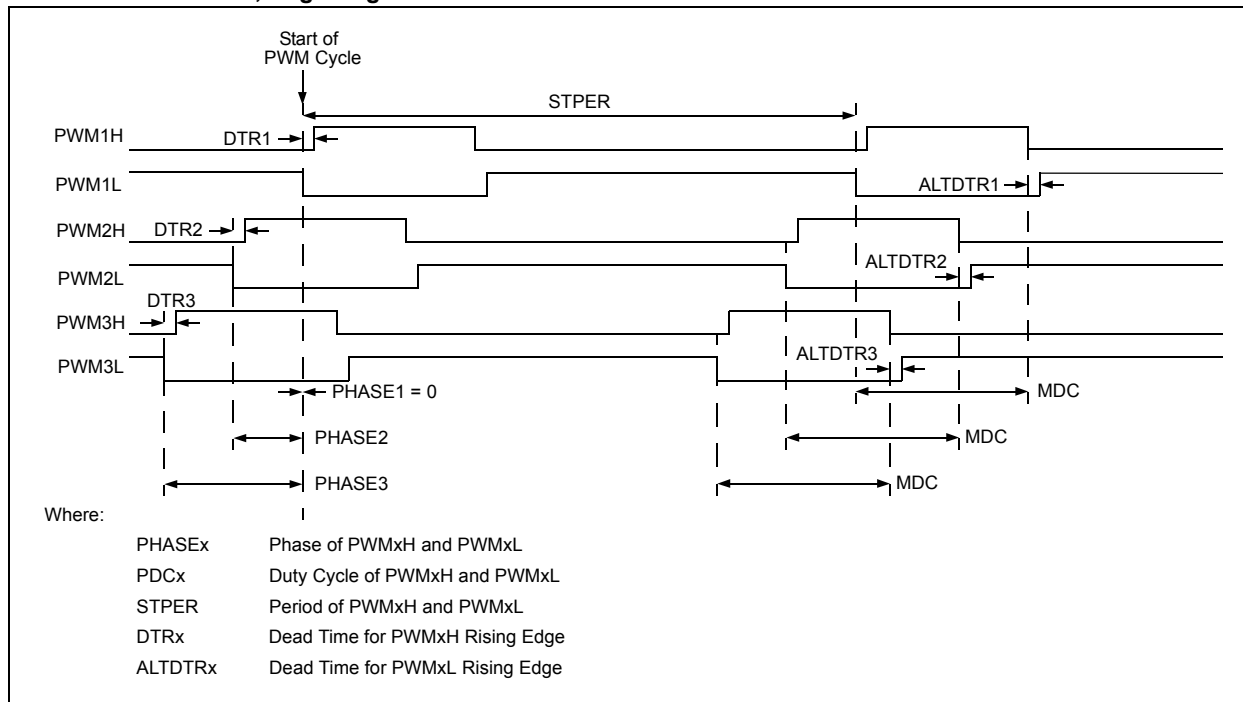 Start of
PWM Cycle
STPER
PWM1H
DTR1
PWM1L
ALTDTR1
PWM2H
DTR2
ALTDTR2
PWM2L
DTR3
PWM3H
ALTDTR3
PWM3L
PHASE1 = 0
MDC
PHASE2
MDC
PHASE3
MDC
Where:
PHASEx Phase of PWMxH and PWMxL
PDCx Duty Cycle of PWMxH and PWMxL
STPER Period of PWMxH and PWMxL
DTRx Dead Time for PWMxH Rising Edge
ALTDTRx Dead Time for PWMxL Rising Edge